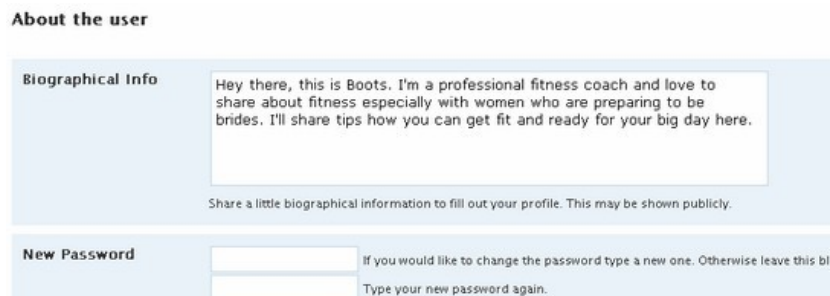 About the user
Biographical Info
Hey there, this is Boots. I'm a professional fitness coach and love to
share about fitness especially with women who are preparing to be
brides. I'll share tips how you can get fit and ready for your big day here.
Share a little biographical information to fill out your profile. This may be shown publicly.
New Password
If you would like to change the password type a new one. Otherwise leave this bl
Type your new password again.